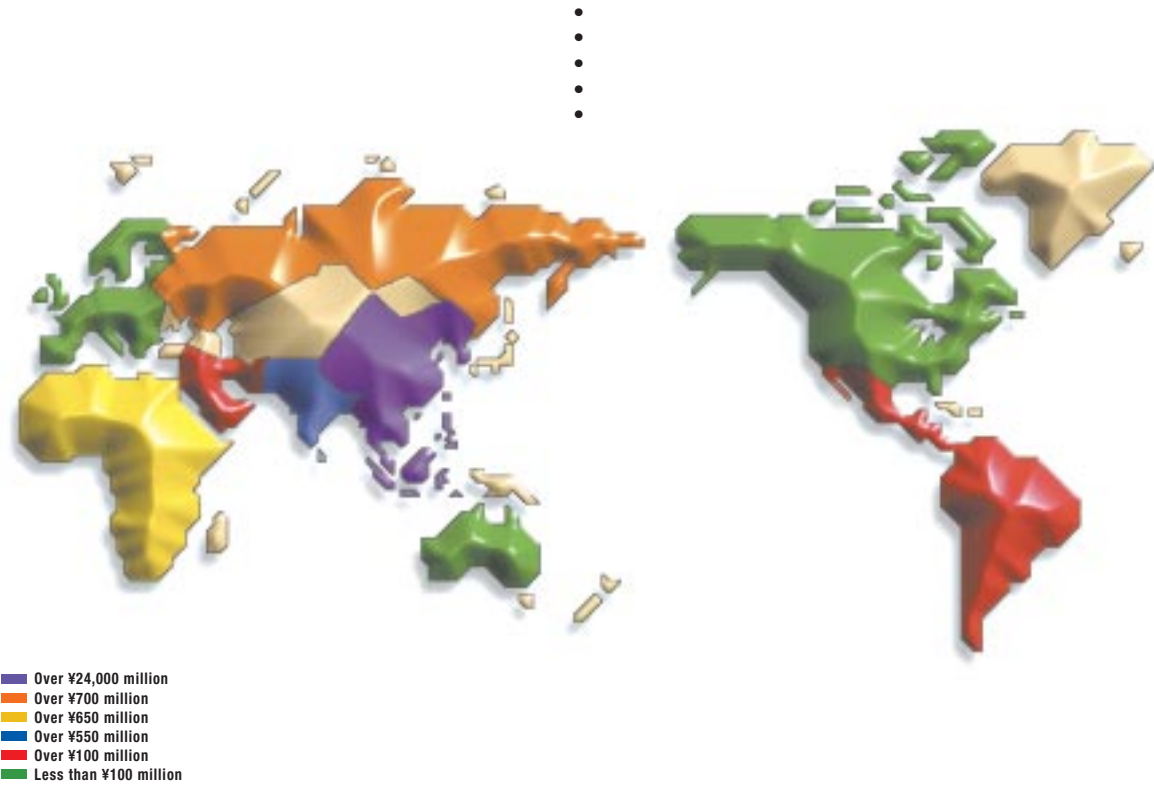 •
•
•
•
•
Over ¥24,000 million
Over ¥700 million
Over ¥650 million
Over ¥550 million
Over ¥100 million
Less than ¥100 million